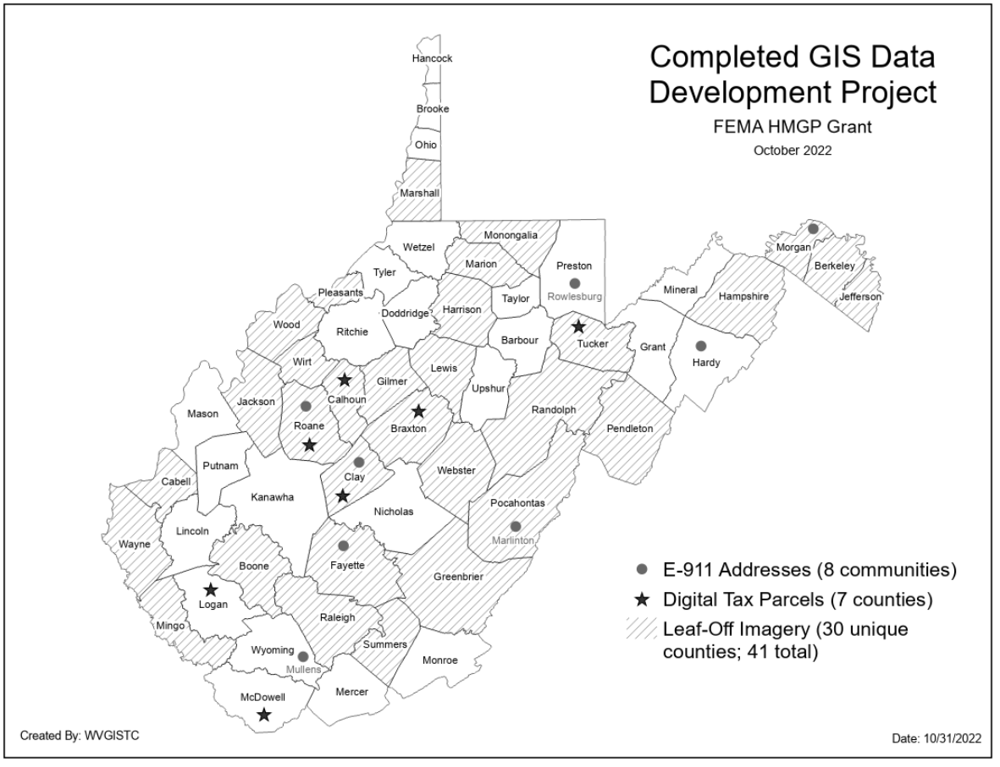 Completed GIS Data
Development Project
FEMA HMGP Grant
October 2022
Hancock
Brooke
Ohio
Marshall
Wetzel
Monongalia
Marion
Preston
Rowlesburg
Tyler
Pleasants
Doddridge
Harrison
Taylor
Morgan
Berkeley
Jefferson
Mineral
Hampshire
Wood
Ritchie
Barbour
Tucker
Grant
Hardy
Wirt
Calhoun
Gilmer
Lewis
Upshur
Randolph
Pendleton
Mason
Jackson
Roane
Braxton
Putnam
Cabell
Kanawha
Clay
Webster
Nicholas
Pocahontas
Marlinton
Wayne
Lincoln
Boone
Fayette
Greenbrier
Logan
Mingo
Raleigh
Wyoming
Mullens
Summers
Monroe
McDowell
Mercer
E-911 Addresses (8 communities)
Digital Tax Parcels (7 counties)
Leaf-Off Imagery (30 unique
counties; 41 total)
Created By: WVGISTC
Date: 10/31/2022